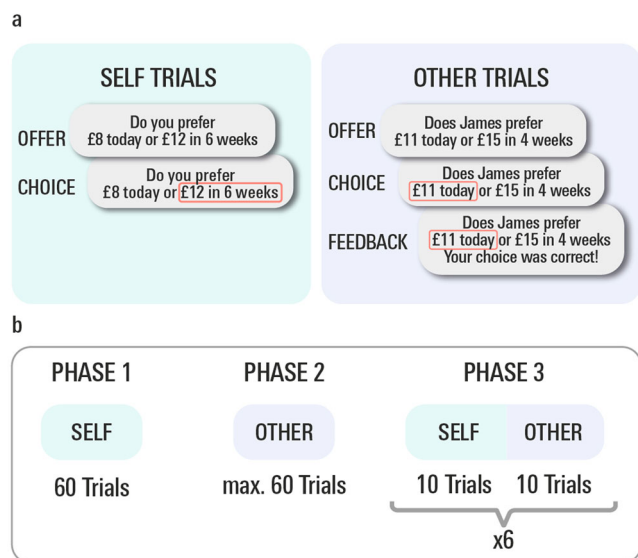 a
SELF TRIALS
OFFER
Do you prefer
£8 today or £12 in 6 weeks
CHOICE
Do you prefer
£8 today or £12 in 6 weeks
OTHER TRIALS
OFFER
Does James prefer
£11 today or £15 in 4 weeks
CHOICE
Does James prefer
£11 today or £15 in 4 weeks
FEEDBACK
Does James prefer
£11 today or £15 in 4 weeks
Your choice was correct!
b
PHASE 1
SELF
60 Trials
PHASE 2
OTHER
max. 60 Trials
PHASE 3
SELF OTHER
10 Trials 10 Trials
x6